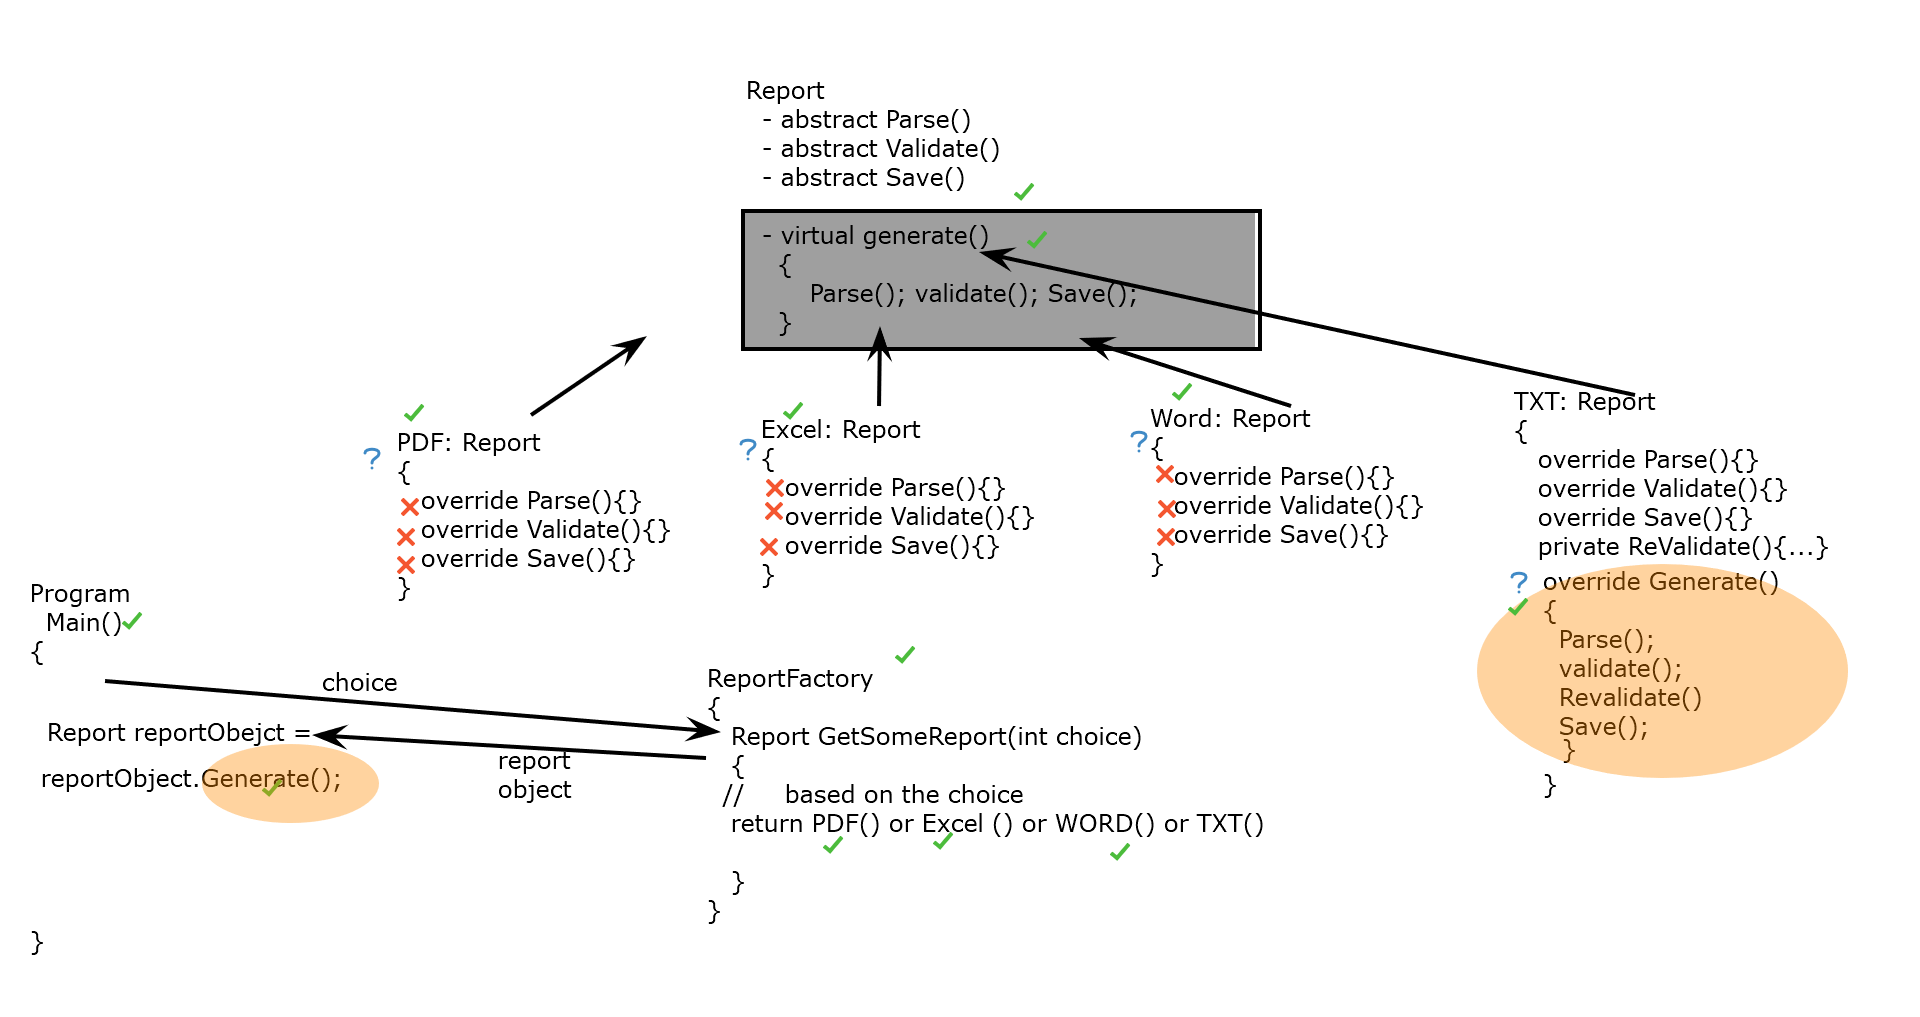 Report
- abstract Parse()
- abstract Validate()
- abstract Save()
- virtual generate()
{
Parse(); validate(); Save();
}
PDF: Report
{
override Parse(){}
override Validate(){}
override Save(){}
}
Excel: Report
{
override Parse(){}
override Validate(){}
override Save(){}
}
Word: Report
{
override Parse(){}
override Validate(){}
override Save(){}
}
TXT: Report
{
override Parse(){}
override Validate(){}
override Save(){}
private ReValidate(){...}
override Generate()
{
Parse();
validate();
Revalidate()
Save();
}
}
Program
Main()
{
choice
Report reportObejct =
report
object
reportObject.Generate();
}
ReportFactory
{
Report GetSomeReport(int choice)
{
// based on the choice
return PDF() or Excel () or WORD() or TXT()
}
}